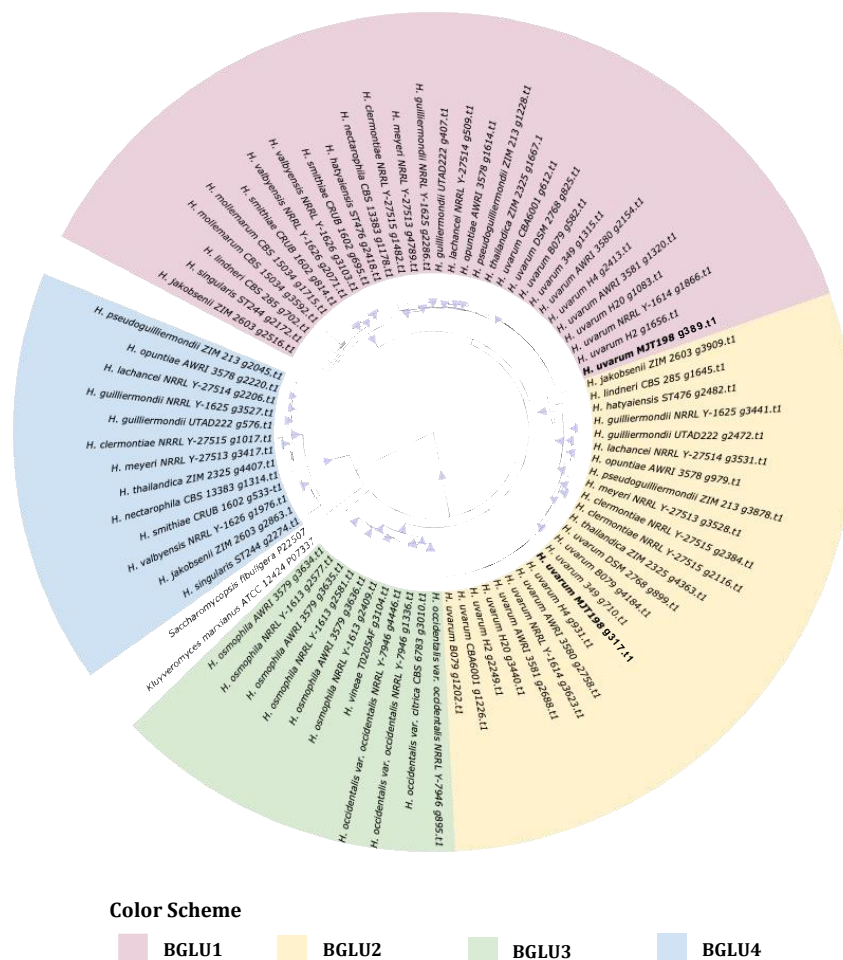 H. jakobsenii ZIM 2603 g2516.t1
H. singularis ST244 g2172.t1
H. lindneri CBS 285 g707.t1
H. mollemarum CBS 15034 g3592.t1
H. mollemarum CBS 15034 g1715.t1
H. smithiae CRUB 1602 g814.t1
H. valbyensis NRRL Y-1626 g2071.t1
H. valbyensis NRRL Y-1626 g3103.t1
H. smithiae CRUB 1602 g695.t1
H. hatyaiensis ST476 g2418.t1
H. nectarophila CBS 13383 g1178.t1
H. clermontiae NRRL Y-27515 g1482.t1
H. meyeri NRRL Y-27513 g4789.t1
H. guilliermondii NRRL Y-1625 g2286.t1
H. guilliermondii UTAD222 g407.t1
H. lachancei NRRL Y-27514 g509.t1
H. opuntiae AWRI 3578 g1614.t1
H. pseudoguilliermondii ZIM 213 g1228.t1
H. thailandica ZIM 2325 g1667.1
H. uvarum CBA6001 g612.t1
H. uvarum DSM 2768 g825.t1
H. uvarum B079 g582.t1
H. uvarum 349 g1315.t1
H. uvarum AWRI 3580 g2154.t1
H. uvarum H4 g2413.t1
H. uvarum AWRI 3581 g1320.t1
H. uvarum H20 g1083.t1
H. uvarum NRRL Y-1614 g1866.t1
H. uvarum H2 g1656.t1
H. uvarum MJT198 g389.t1
H. jakobsenii ZIM 2603 g3909.t1
H. lindneri CBS 285 g1645.t1
H. hatyaiensis ST476 g2482.t1
H. guilliermondii NRRL Y-1625 g3441.t1
H. guilliermondii UTAD222 g2472.t1
H. lachancei NRRL Y-27514 g3531.t1
H. opuntiae AWRI 3578 g979.t1
H. pseudoguilliermondii ZIM 213 g3878.t1
H. meyeri NRRL Y-27513 g3528.t1
H. clermontiae NRRL Y-27515 g2384.t1
H. clermontiae NRRL Y-27515 g2116.t1
H. thailandica ZIM 2325 g4363.t1
H. uvarum DSM 2768 g899.t1
H. uvarum B079 g4184.t1
H. uvarum 349 g710.t1
H. uvarum MJT198 g317.t1
H. uvarum H4 g931.t1
H. uvarum AWRI 3580 g2758.t1
H. uvarum NRRL Y-1614 g3623.t1
H. uvarum AWRI 3581 g2688.t1
H. uvarum H20 g3440.t1
H. uvarum H2 g2249.t1
H. uvarum CBA6001 g1226.t1
H. uvarum B079 g1202.t1
H. occidentalis var. occidentalis NRRL Y-7946 g895.t1
H. occidentalis var. citrica CBS 6783 g3010.t1
H. occidentalis var. occidentalis NRRL Y-7946 g1336.t1
H. occidentalis var. occidentalis NRRL Y-7946 g4446.t1
H. vineae T02O5AF g3104.t1
H. osmophila NRRL Y-1613 g2409.t1
H. osmophila AWRI 3579 g3636.t1
H. osmophila NRRL Y-1613 g2581.t1
H. osmophila AWRI 3579 g3635.t1
H. osmophila NRRL Y-1613 g2577.t1
H. osmophila AWRI 3579 g3634.t1
Kluyveromyces marxianus ATCC 12424 P07337
Saccharomycopsis fibuligera P22507
H. singularis ST244 g2274.t1
H. jakobsenii ZIM 2603 g2863.1
H. valbyensis NRRL Y-1626 g1976.t1
H. smithiae CRUB 1602 g533-t1
H. nectarophila CBS 13383 g1314.t1
H. thailandica ZIM 2325 g4407.t1
H. meyeri NRRL Y-27513 g3417.t1
H. clermontiae NRRL Y-27515 g1017.t1
H. guilliermondii UTAD222 g576.t1
H. guilliermondii NRRL Y-1625 g3527.t1
H. lachancei NRRL Y-27514 g2206.t1
H. opuntiae AWRI 3578 g2220.t1
H. pseudoguilliermondii ZIM 213 g2045.t1
Color Scheme
BGLU1 BGLU2 BGLU3 BGLU4